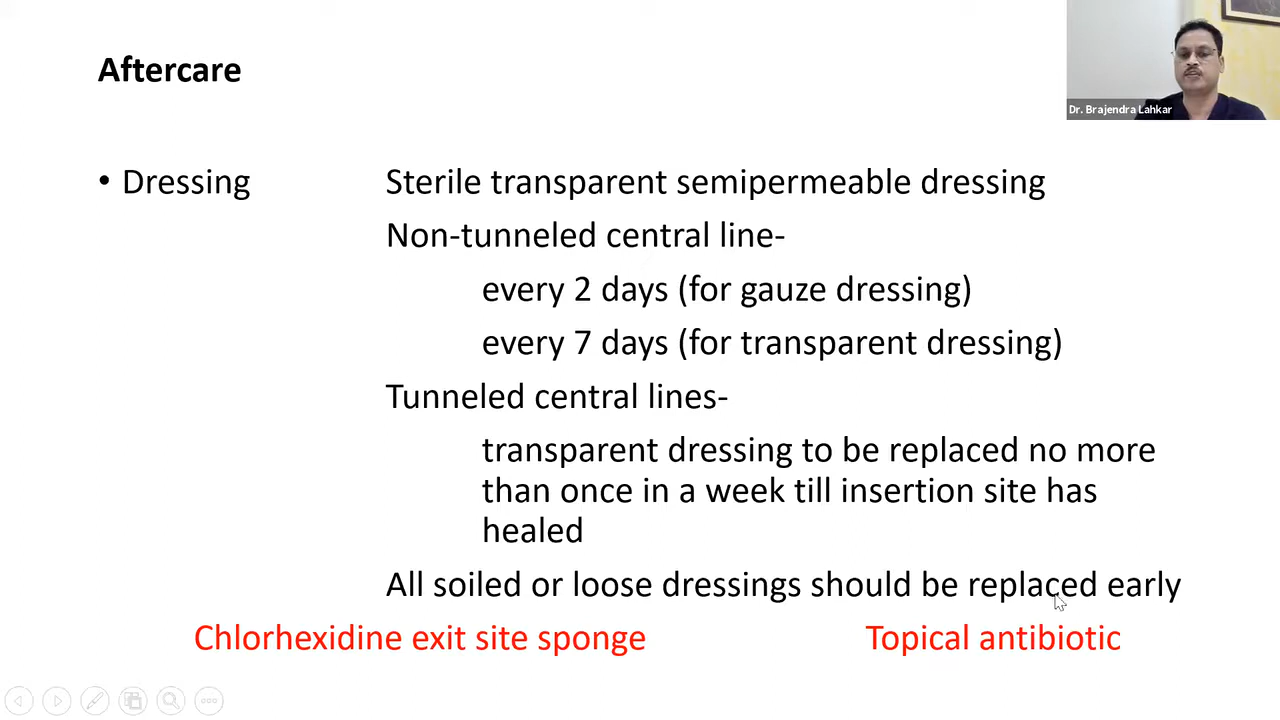 Aftercare
Dr. Brajendra Lahkar
• Dressing Sterile transparent semipermeable dressing
Non-tunneled central line-
every 2 days (for gauze dressing)
every 7 days (for transparent dressing)
Tunneled central lines-
transparent dressing to be replaced no more
than once in a week till insertion site has
healed
All soiled or loose dressings should be replaced early
Chlorhexidine exit site sponge Topical antibiotic